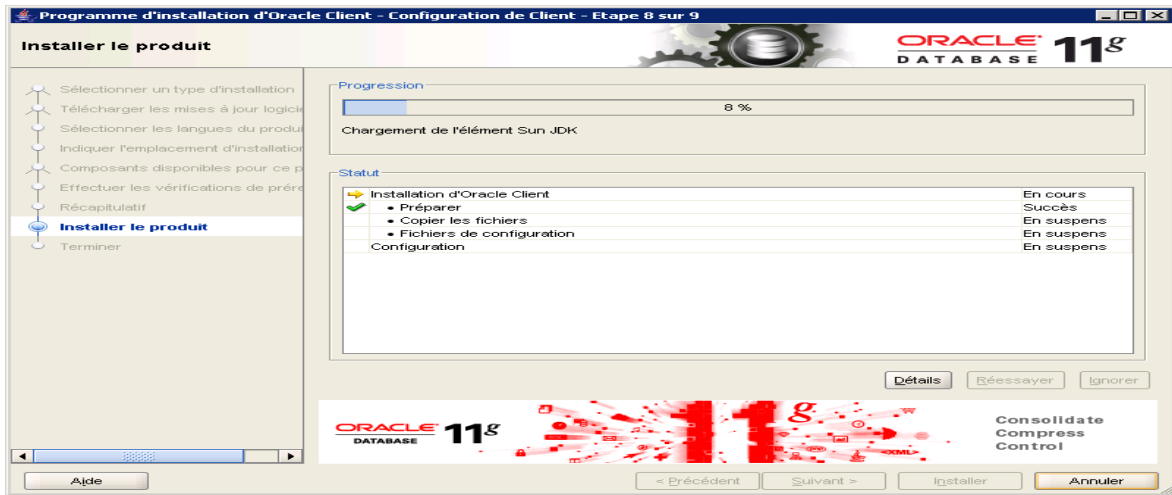 Programme d'installation d'Oracle Client - Configuration de Client - Etape 8 sur 9
Installer le produit
ORACLE DATABASE 11g
Sélectionner un type d'installation
Télécharger les mises à jour logicie
Sélectionner les langues du produi
Indiquer l'emplacement d'installation
Composants disponibles pour ce p
Effectuer les vérifications de prére
Récapitulatif
Installer le produit
Terminer
Progression
8 %
Chargement de l'élément Sun JDK
Statut
Installation d'Oracle Client En cours
• Préparer Succès
• Copier les fichiers En suspens
• Fichiers de configuration En suspens
Configuration En suspens
Détails Réessayer Ignorer
ORACLE DATABASE 11g
11g
<XML>
Consolidate
Compress
Control
Aide < Précédent Suivant > Installer Annuler